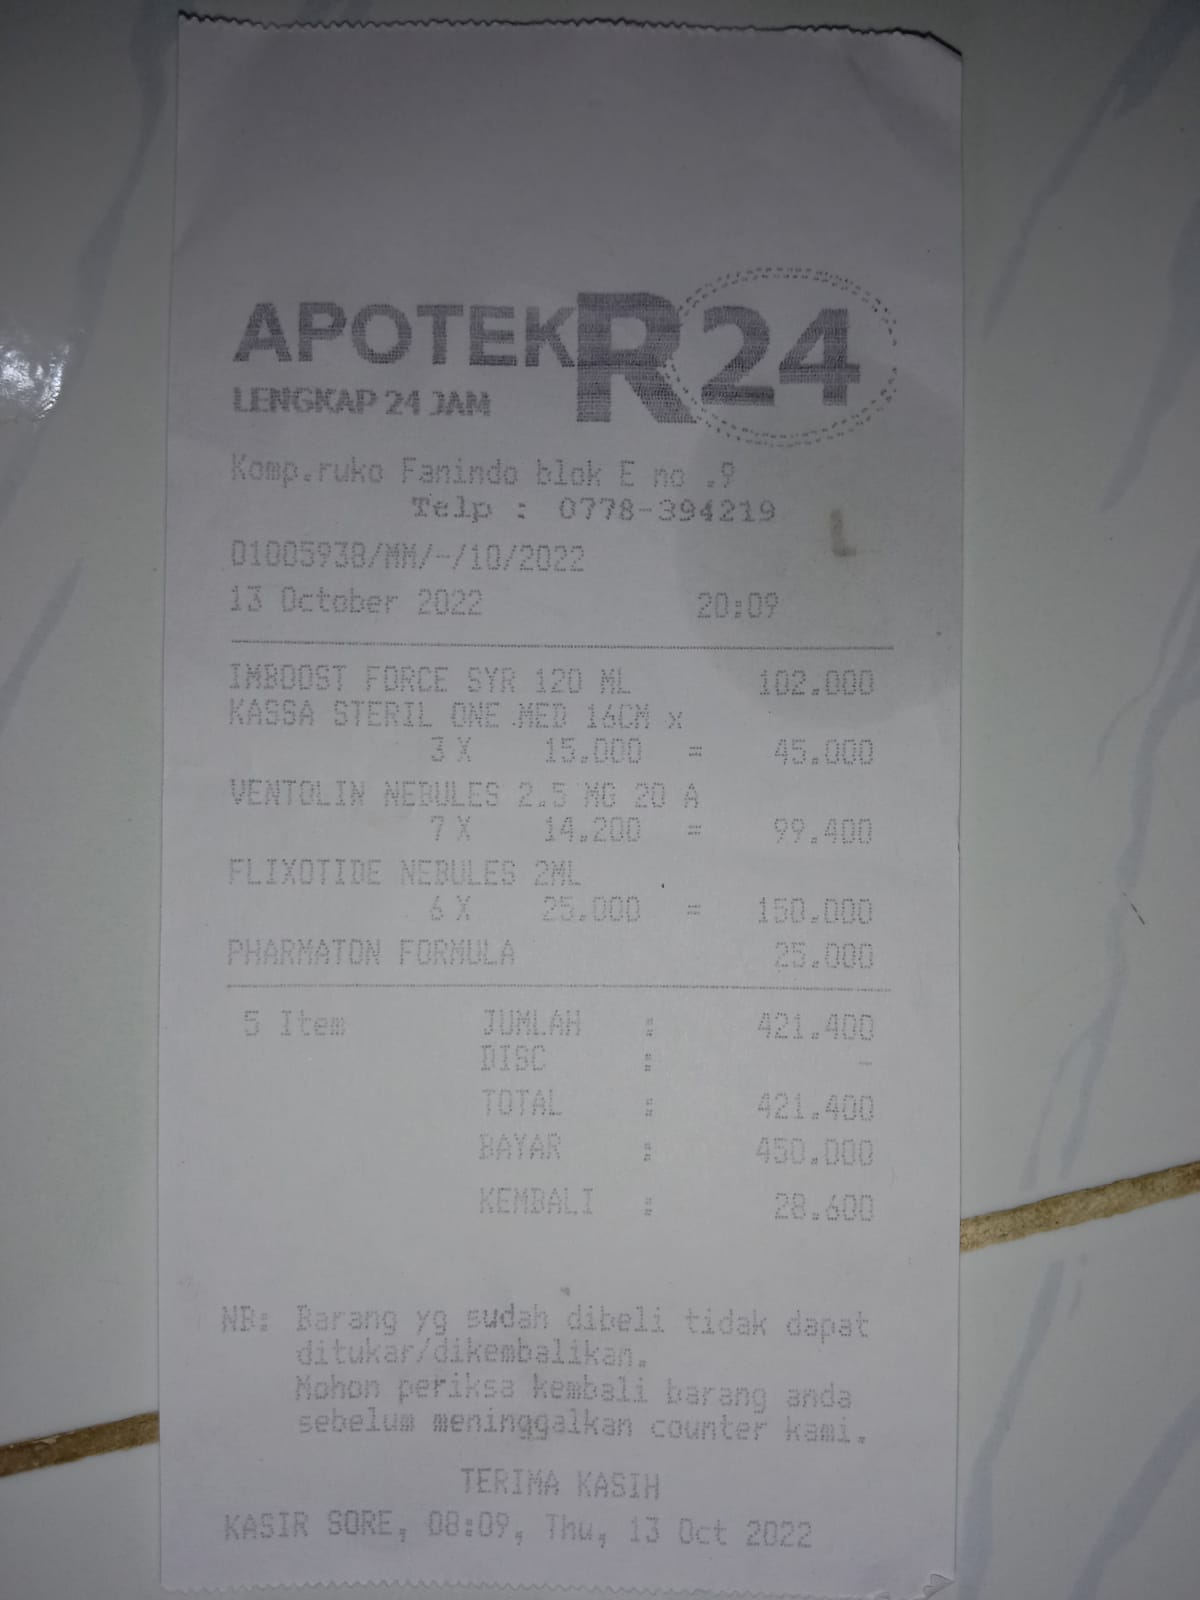 APOTEK R24
LENGKAP 24 JAM
Komp.ruko Fanindo blok E no .9
Telp : 0778-394219
01005938/MM/-/10/2022
13 October 2022 20:09
IMBOOST FORCE SYR 120 ML 102.000
KASSA STERIL ONE MED 16CM x
3 X 15.000 = 45.000
VENTOLIN NEBULES 2.5 MG 20 A
7 X 14.200 = 99.400
FLIXOTIDE NEBULES 2ML
6 X 25.000 = 150.000
PHARMATON FORMULA 25.000
5 Item JUMLAH : 421.400
DISC : -
TOTAL : 421.400
BAYAR : 450.000
KEMBALI : 28.600
NB: Barang yg sudah dibeli tidak dapat
ditukar/dikembalikan.
Mohon periksa kembali barang anda
sebelum meninggalkan counter kami.
TERIMA KASIH
KASIR SORE, 08:09, Thu, 13 Oct 2022